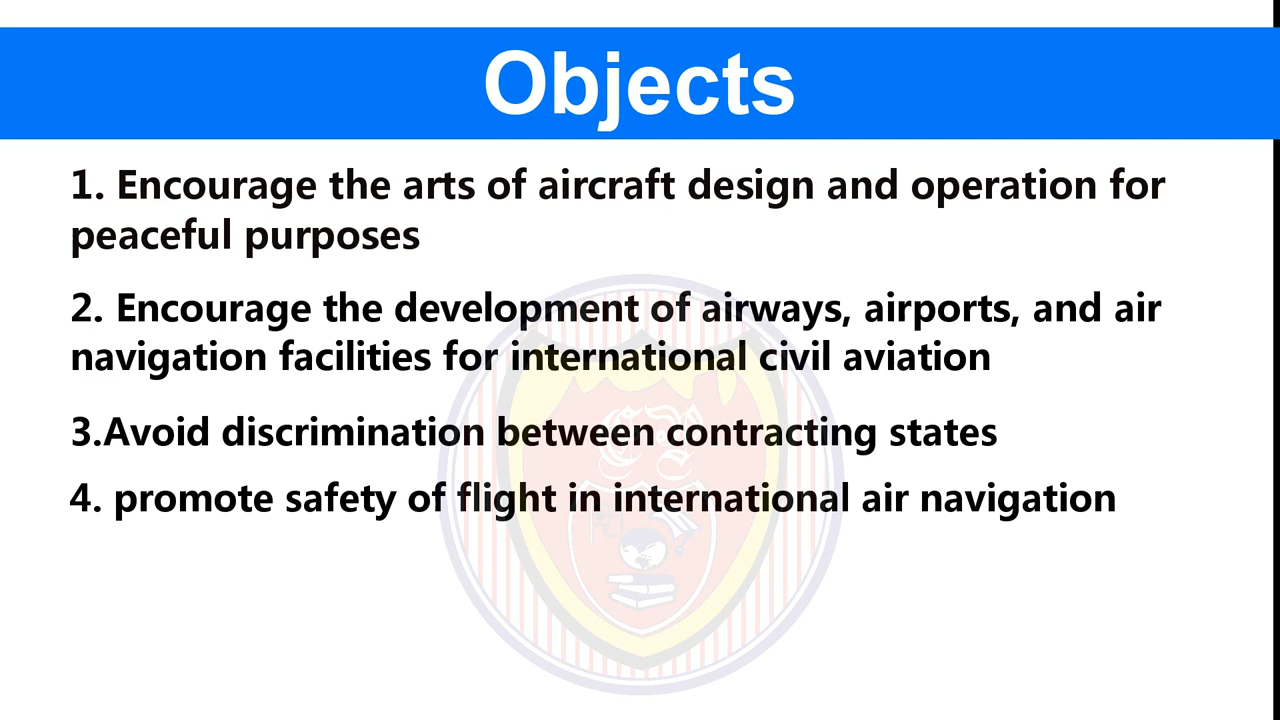 Objects
1. Encourage the arts of aircraft design and operation for
peaceful purposes
2. Encourage the development of airways, airports, and air
navigation facilities for international civil aviation
3.Avoid discrimination between contracting states
4. promote safety of flight in international air navigation